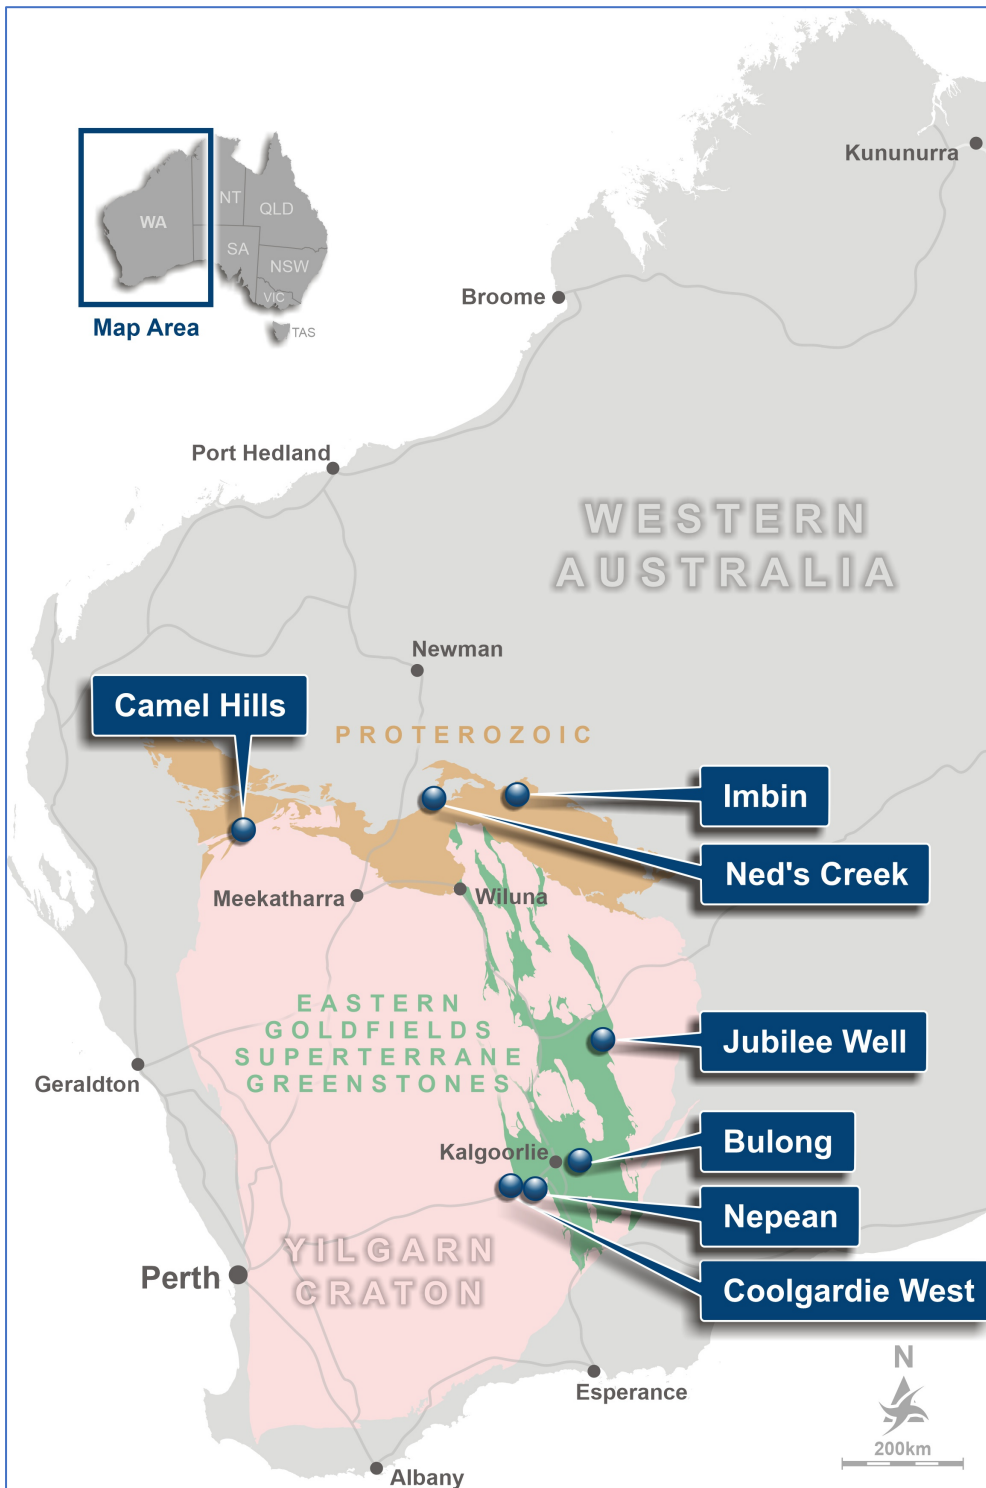 Kununurra
NT
QLD
WA
SA
NSW
VIC
TAS
Map Area
Broome
Port Hedland
WESTERN
AUSTRALIA
Newman
Camel Hills
PROTEROZOIC
Imbin
Ned's Creek
Meekatharra
Wiluna
EASTERN
GOLDFIELDS
SUPERTERRANE
GREENSTONES
Jubilee Well
Geraldton
Kalgoorlie
Bulong
Nepean
YILGARN
CRATON
Perth
Coolgardie West
N
Esperance
200km
Albany